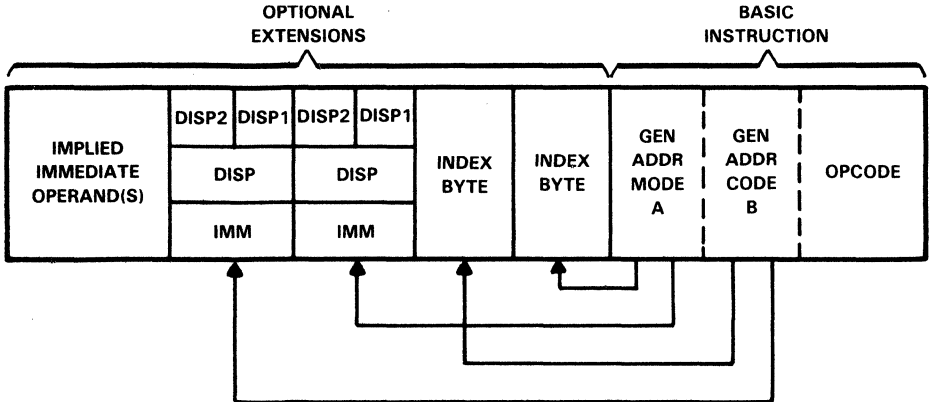 OPTIONAL
EXTENSIONS
BASIC
INSTRUCTION
IMPLIED
IMMEDIATE
OPERAND(S)
DISP2 DISP1 DISP2 DISP1
DISP DISP
IMM IMM
INDEX
BYTE
INDEX
BYTE
GEN
ADDR
MODE
A
GEN
ADDR
CODE
B
OPCODE